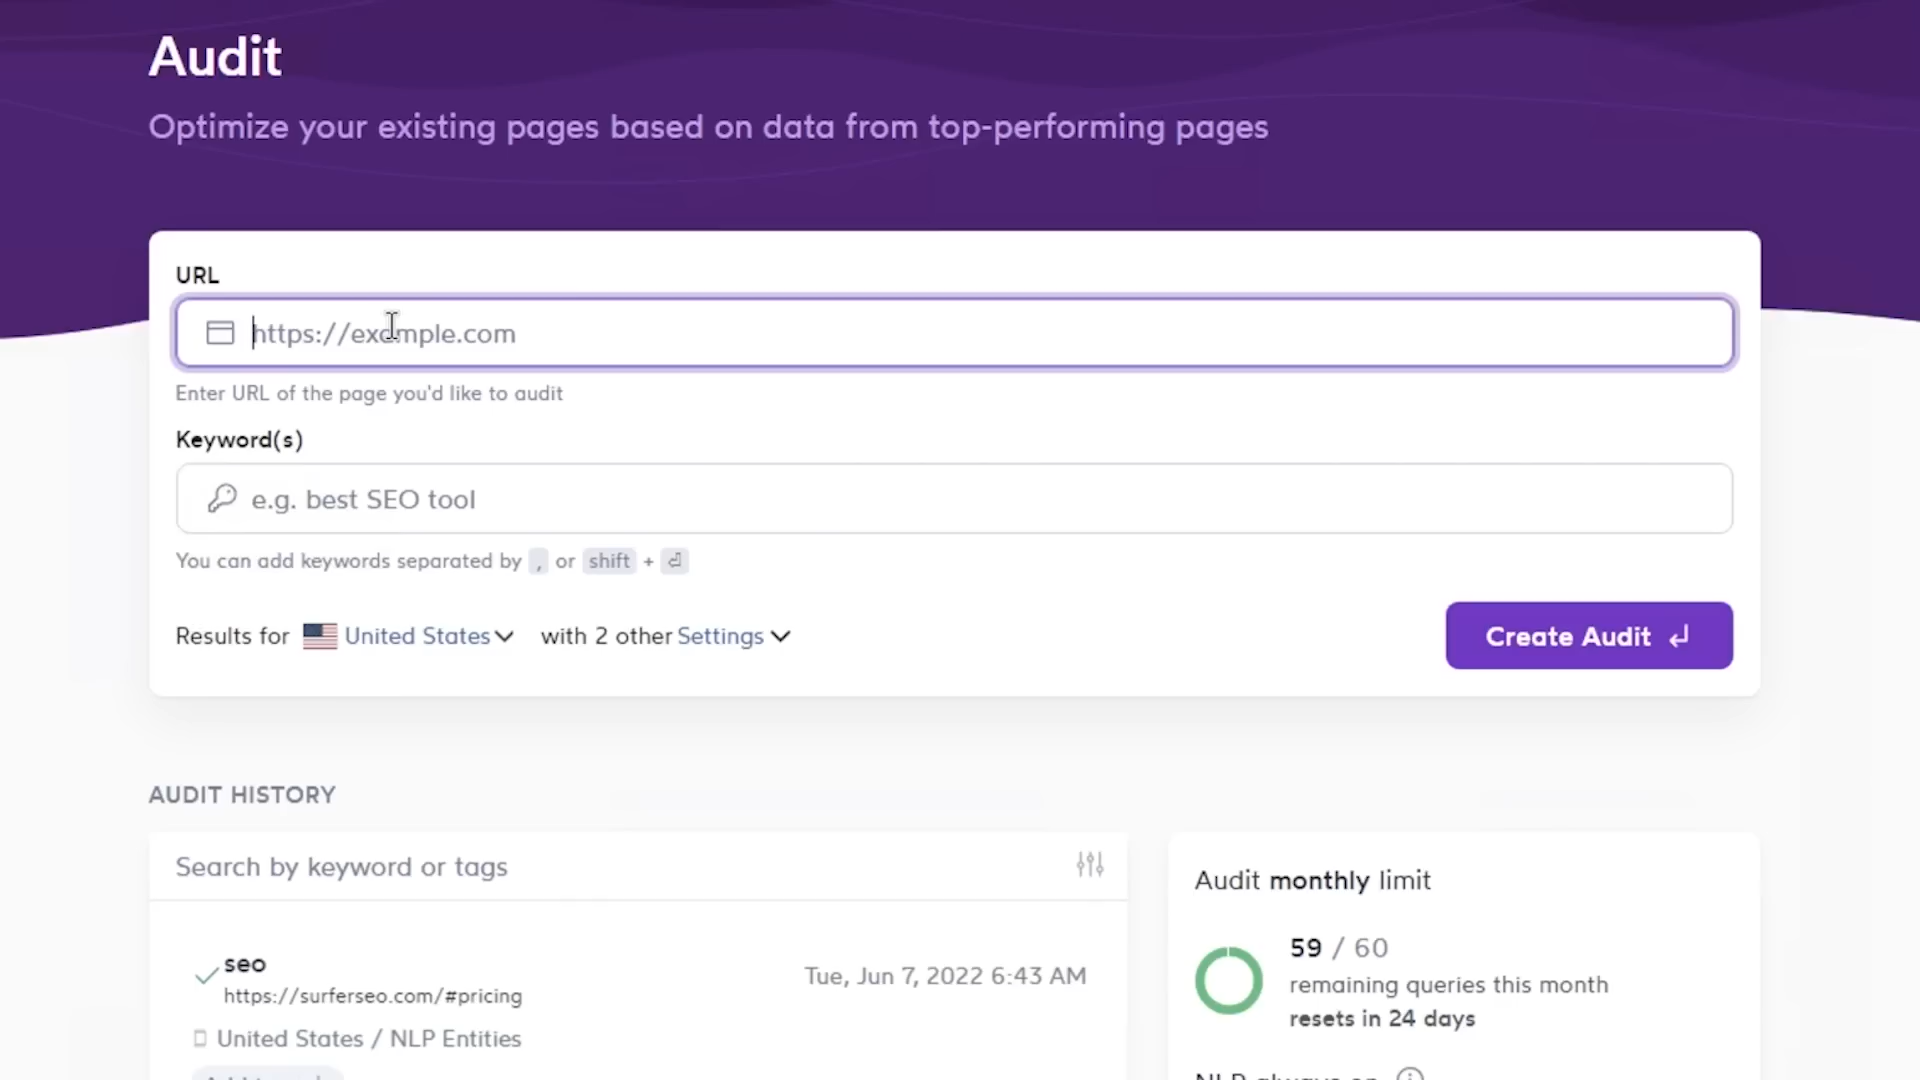 Audit
Optimize your existing pages based on data from top-performing pages
URL
https://example.com
Enter URL of the page you'd like to audit
Keyword(s)
e.g. best SEO tool
You can add keywords separated by , or shift + ⏎
Results for United States with 2 other Settings
Create Audit ↵
AUDIT HISTORY
Search by keyword or tags
seo
https://surferseo.com/#pricing
Tue, Jun 7, 2022 6:43 AM
United States / NLP Entities
Audit monthly limit
59 / 60
remaining queries this month
resets in 24 days
NLP always on